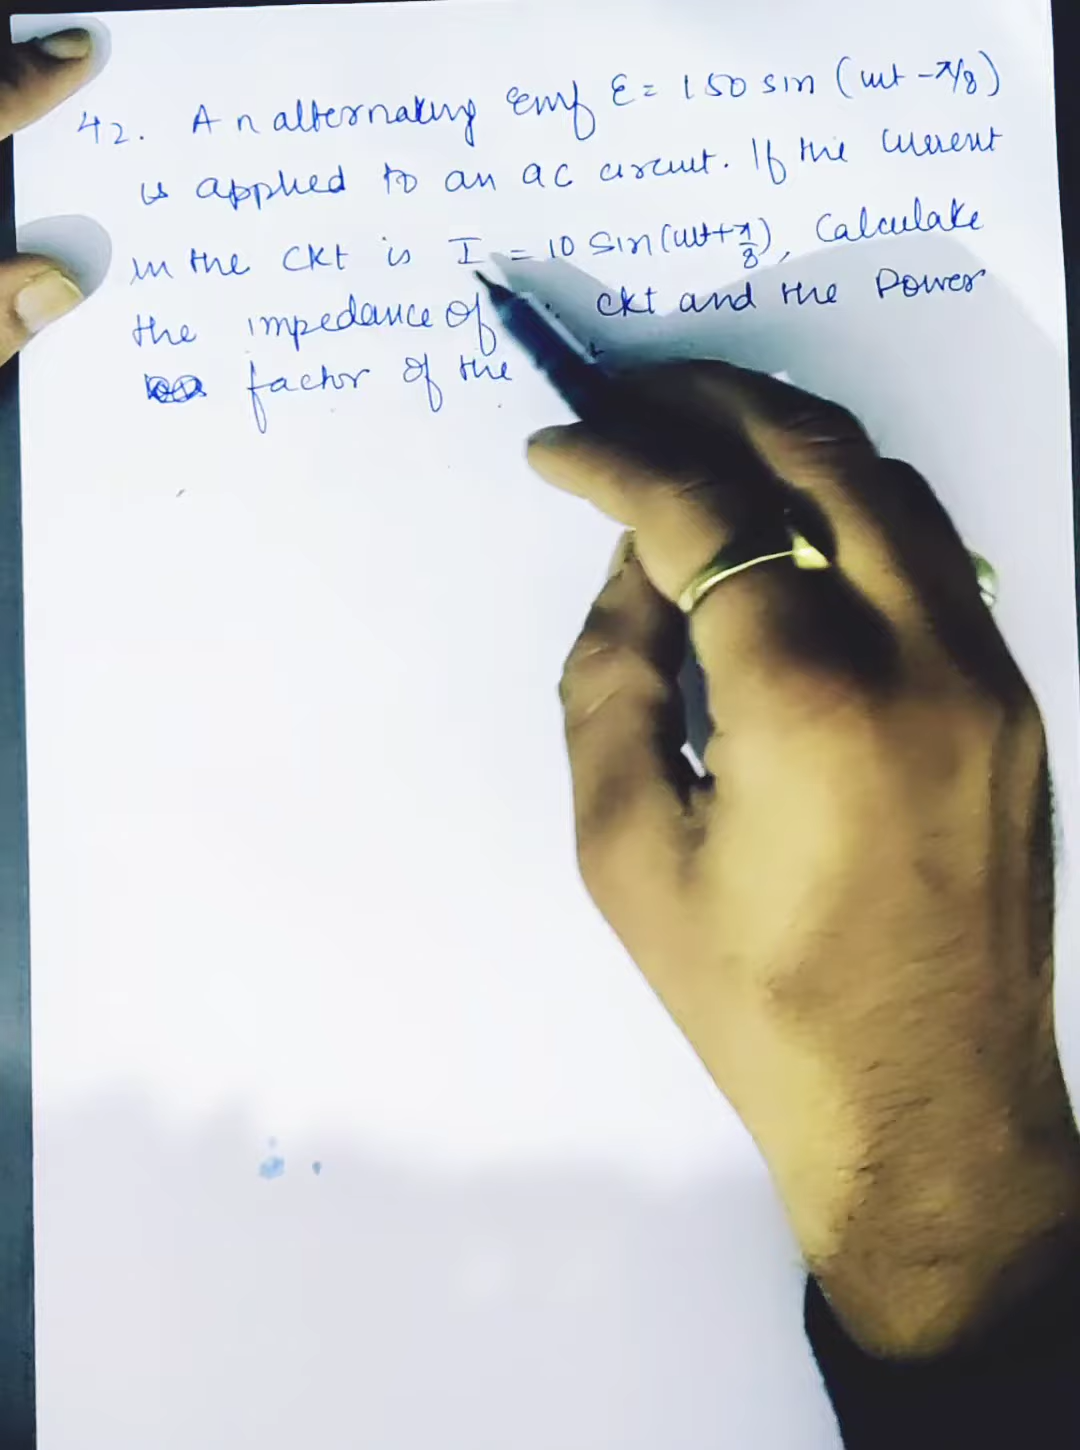 42. An alternating Emf ε = 150 sin (ωt - π/8)
is applied to an ac circuit. If the current
in the ckt is I = 10 sin(ωt+π/8), Calculate
the impedance of ckt and the Power
factor of the